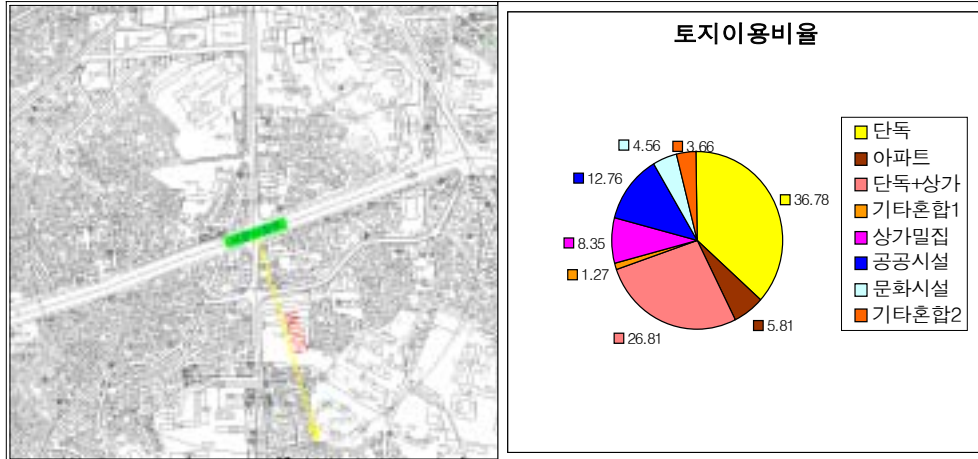 토지이용비율
4.56
3.66
12.76
36.78
8.35
1.27
26.81
5.81
단독
아파트
단독+상가
기타혼합1
상가밀집
공공시설
문화시설
기타혼합2